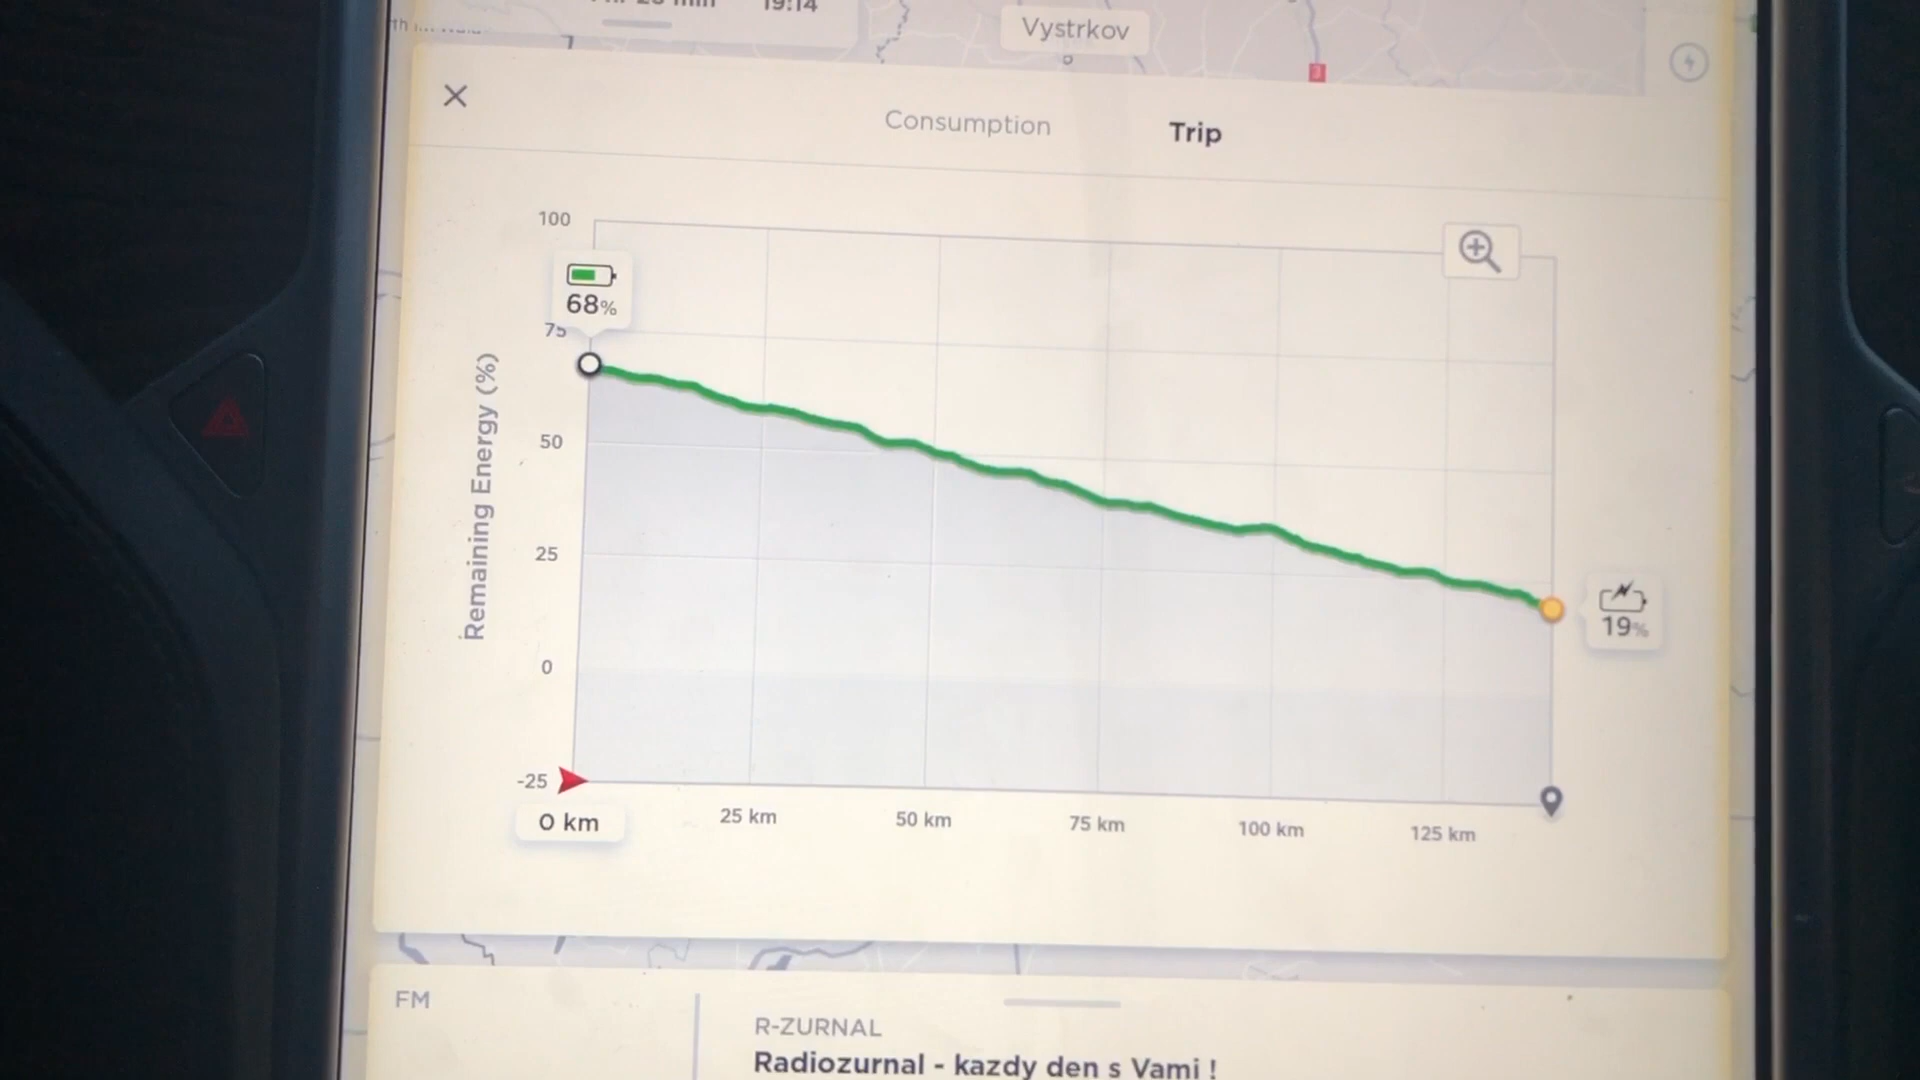 19:14
Vystrkov
Consumption
Trip
100
68%
75
50
25
0
-25
Remaining Energy (%)
19%
0 km
25 km
50 km
75 km
100 km
125 km
FM
R-ZURNAL
Radiozurnal - kazdy den s Vami !